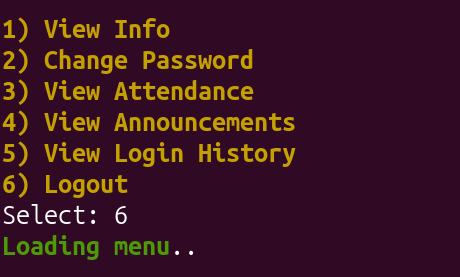 1) View Info
2) Change Password
3) View Attendance
4) View Announcements
5) View Login History
6) Logout
Select: 6
Loading menu..